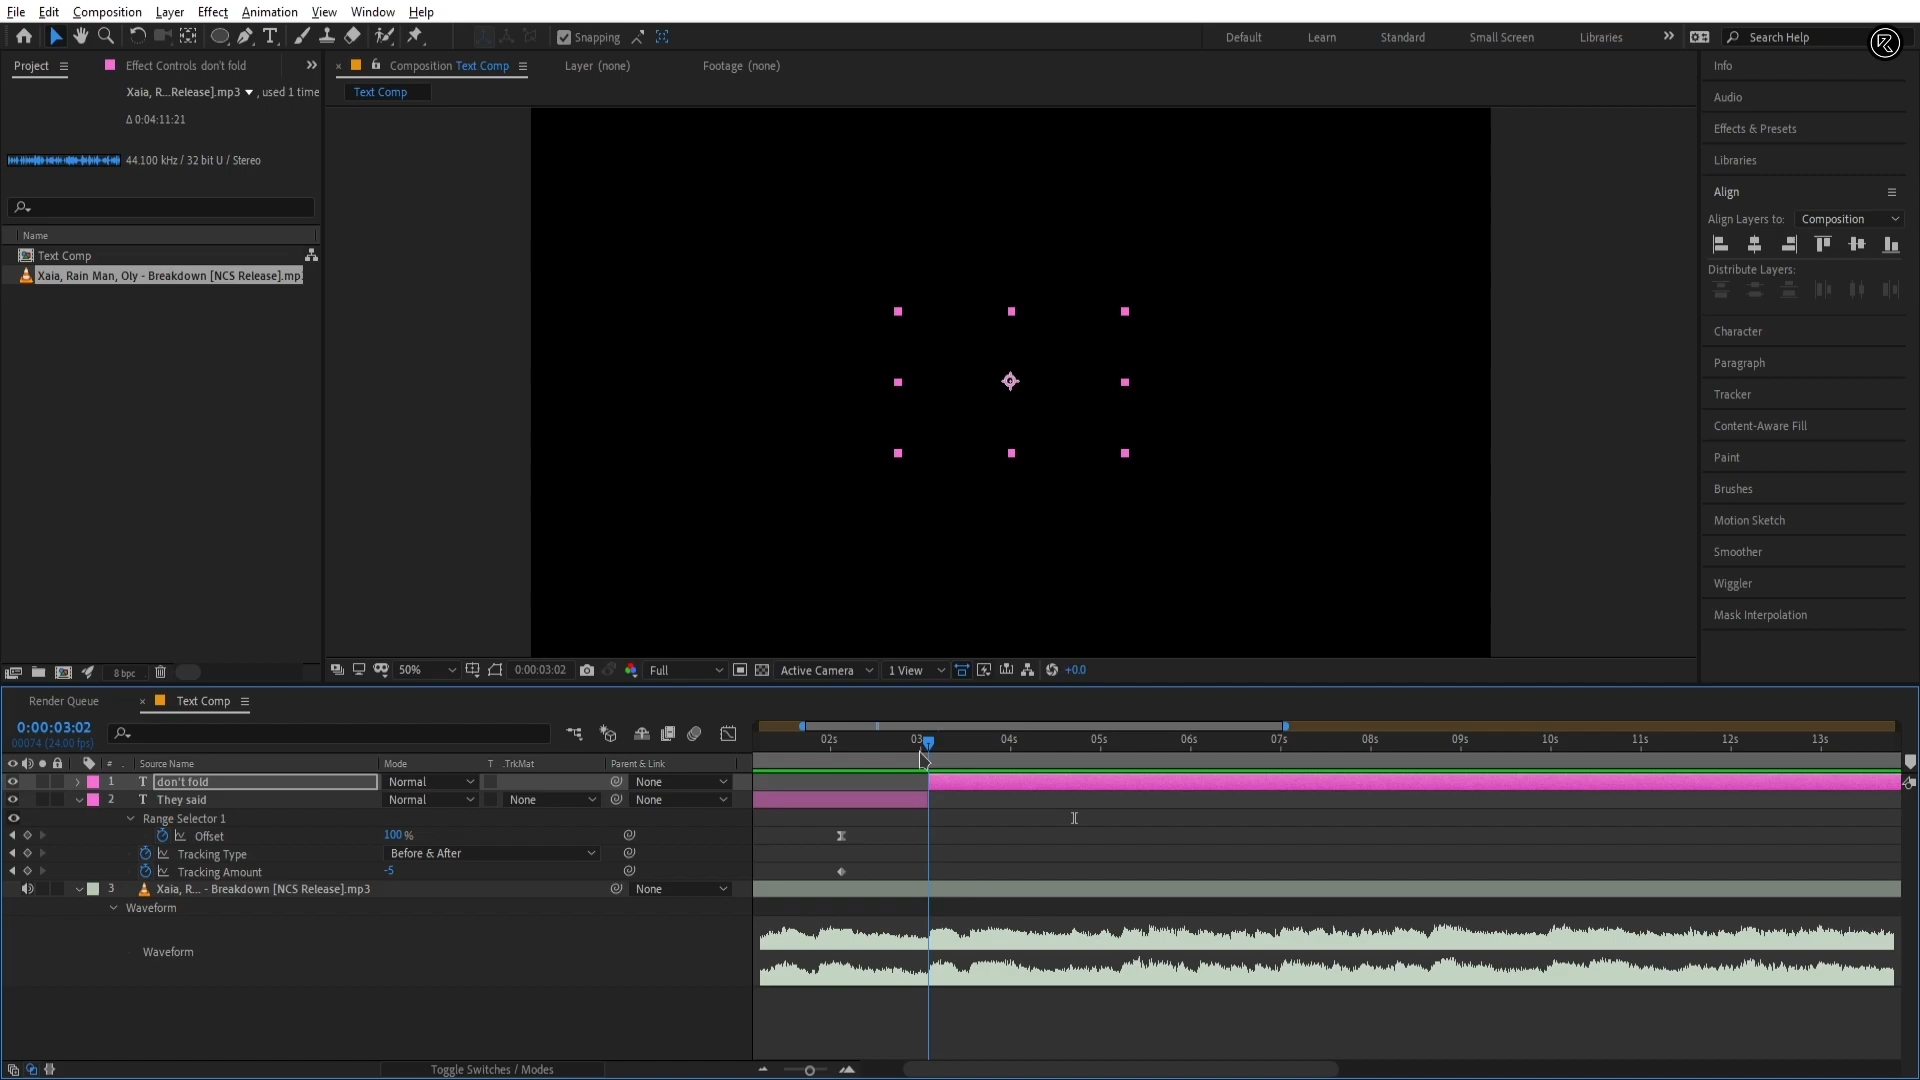 File Edit Composition Layer Effect Animation View Window Help
Snapping Default Learn Standard Small Screen Libraries Search Help
Project Effect Controls don't fold Composition Text Comp Layer (none) Footage (none)
Xaia, R...Release].mp3 , used 1 time Text Comp
Δ 0:04:11:21
44.100 kHz / 32 bit U / Stereo
Name
Text Comp
Xaia, Rain Man, Oly - Breakdown [NCS Release].mp
Info
Audio
Effects & Presets
Libraries
Align
Align Layers to: Composition
Distribute Layers:
Character
Paragraph
Tracker
Content-Aware Fill
Paint
Brushes
Motion Sketch
Smoother
Wiggler
Mask Interpolation
8 bpc 50% 0:00:03:02 Full Active Camera 1 View +0.0
Render Queue Text Comp
0:00:03:02
00074 (24.00 fps)
02s 03 04s 05s 06s 07s 08s 09s 10s 11s 12s 13s
# Source Name Mode T .TrkMat Parent & Link
1 T don't fold Normal None
2 T They said Normal None None
Range Selector 1
Offset 100 %
Tracking Type Before & After
Tracking Amount -5
3 Xaia, R... - Breakdown [NCS Release].mp3 None
Waveform
Waveform
Toggle Switches / Modes